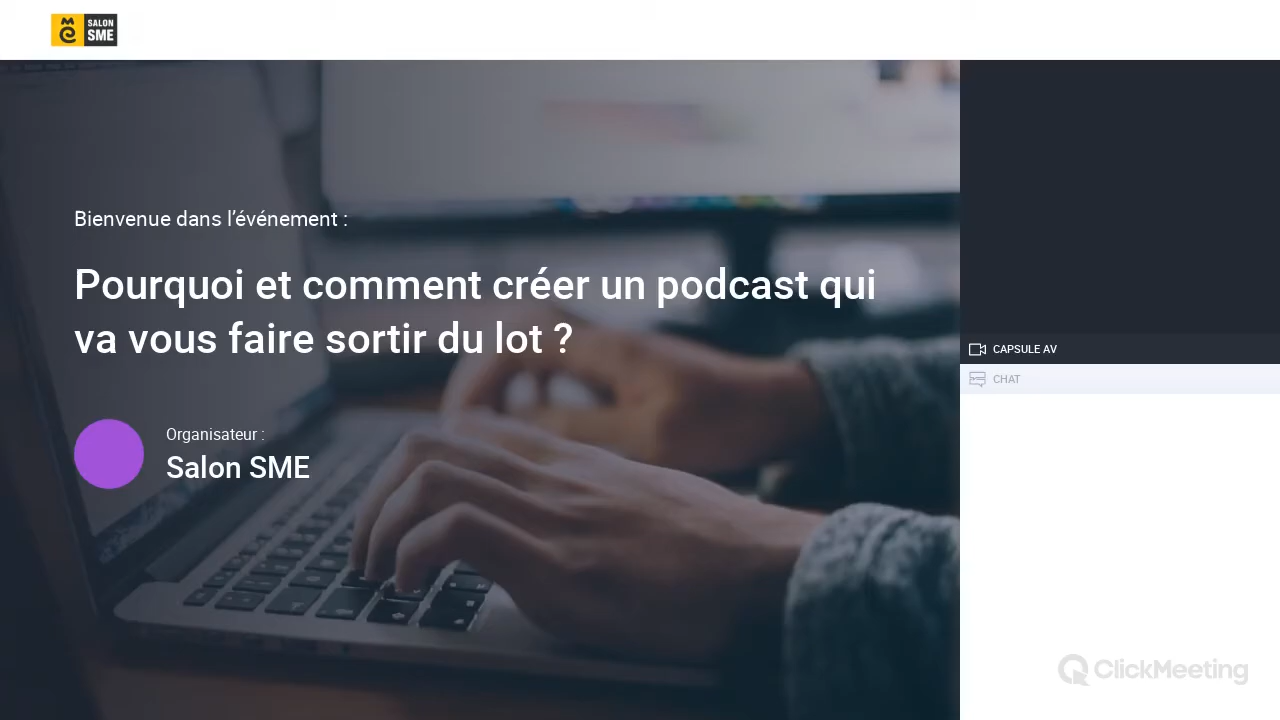 SALON
SME
Bienvenue dans l'événement :
Pourquoi et comment créer un podcast qui
va vous faire sortir du lot ?
Organisateur :
Salon SME
CAPSULE AV
CHAT
ClickMeeting